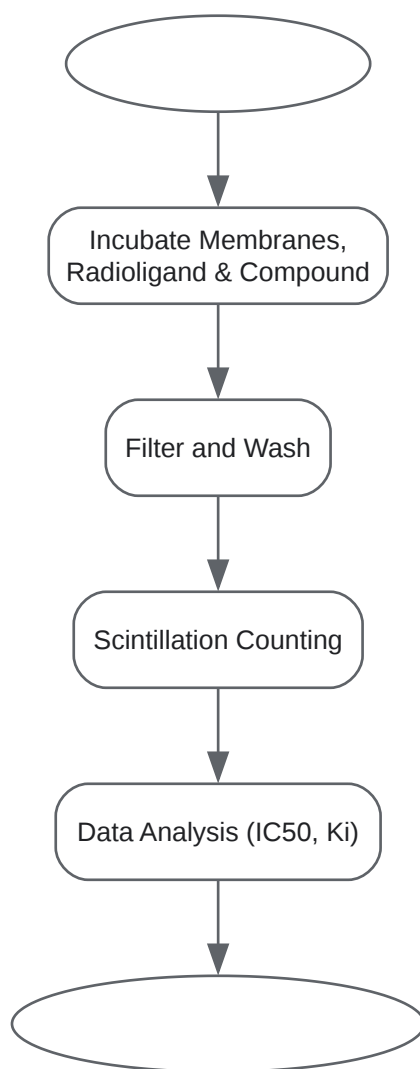 Incubate Membranes,
Radioligand & Compound
Filter and Wash
Scintillation Counting
Data Analysis (IC50, Ki)